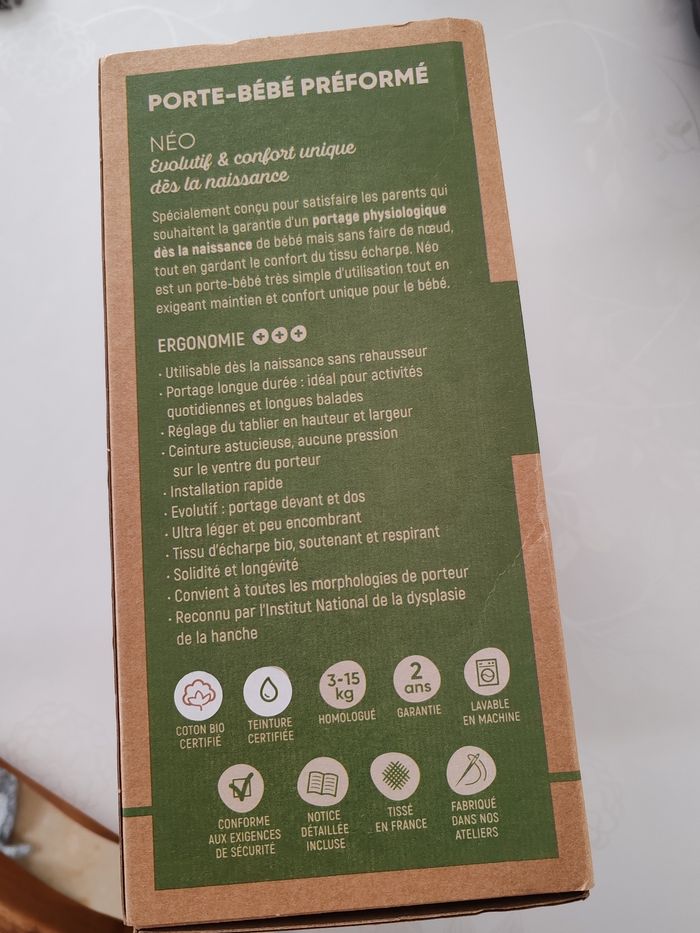 PORTE-BÉBÉ PRÉFORMÉ
NÉO
Evolutif & confort unique
dès la naissance
Spécialement conçu pour satisfaire les parents qui
souhaitent la garantie d'un portage physiologique
dès la naissance de bébé mais sans faire de nœud,
tout en gardant le confort du tissu écharpe. Néo
est un porte-bébé très simple d'utilisation tout en
exigeant maintien et confort unique pour le bébé.
ERGONOMIE +++
· Utilisable dès la naissance sans rehausseur
· Portage longue durée : idéal pour activités
quotidiennes et longues balades
· Réglage du tablier en hauteur et largeur
· Ceinture astucieuse, aucune pression
sur le ventre du porteur
· Installation rapide
· Evolutif : portage devant et dos
· Ultra léger et peu encombrant
· Tissu d'écharpe bio, soutenant et respirant
· Solidité et longévité
· Convient à toutes les morphologies de porteur
· Reconnu par l'Institut National de la dysplasie
de la hanche
COTON BIO
CERTIFIÉ
TEINTURE
CERTIFIÉE
3-15
kg
HOMOLOGUÉ
2
ans
GARANTIE
LAVABLE
EN MACHINE
CONFORME
AUX EXIGENCES
DE SÉCURITÉ
NOTICE
DÉTAILLÉE
INCLUSE
TISSÉ
EN FRANCE
FABRIQUÉ
DANS NOS
ATELIERS